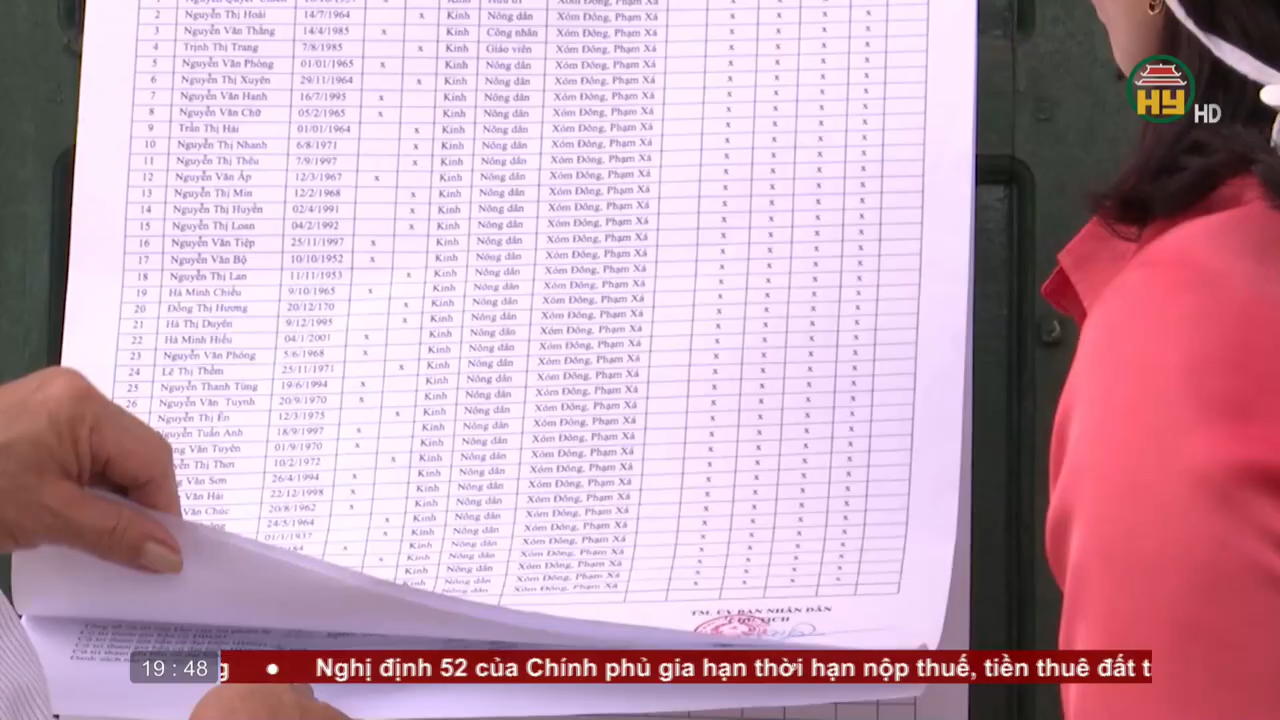 2 Nguyễn Thị Hoài 14/7/1964 x Kinh Nông dân Xóm Đông, Phạm Xá x x x x
3 Nguyễn Văn Thắng 14/4/1985 x Kinh Công nhân Xóm Đông, Phạm Xá x x x x
4 Trịnh Thị Trang 7/8/1985 x Kinh Giáo viên Xóm Đông, Phạm Xá x x x x
5 Nguyễn Văn Phòng 01/01/1965 x Kinh Nông dân Xóm Đông, Phạm Xá x x x x
6 Nguyễn Thị Xuyên 29/11/1964 x Kinh Nông dân Xóm Đông, Phạm Xá x x x x
7 Nguyễn Văn Hanh 16/7/1995 x Kinh Nông dân Xóm Đông, Phạm Xá x x x x
8 Nguyễn Văn Chữ 05/2/1965 x Kinh Nông dân Xóm Đông, Phạm Xá x x x x
9 Trần Thị Hải 01/01/1964 x Kinh Nông dân Xóm Đông, Phạm Xá x x x x
10 Nguyễn Thị Nhanh 6/8/1971 x Kinh Nông dân Xóm Đông, Phạm Xá x x x x
11 Nguyễn Thị Thêu 7/9/1997 x Kinh Nông dân Xóm Đông, Phạm Xá x x x x
12 Nguyễn Văn Áp 12/3/1967 x Kinh Nông dân Xóm Đông, Phạm Xá x x x x
13 Nguyễn Thị Min 12/2/1968 x Kinh Nông dân Xóm Đông, Phạm Xá x x x x
14 Nguyễn Thị Huyền 02/4/1991 x Kinh Nông dân Xóm Đông, Phạm Xá x x x x
15 Nguyễn Thị Loan 04/2/1992 x Kinh Nông dân Xóm Đông, Phạm Xá x x x x
16 Nguyễn Văn Tiệp 25/11/1997 x Kinh Nông dân Xóm Đông, Phạm Xá x x x x
17 Nguyễn Văn Bộ 10/10/1952 x Kinh Nông dân Xóm Đông, Phạm Xá x x x x
18 Nguyễn Thị Lan 11/11/1953 x Kinh Nông dân Xóm Đông, Phạm Xá x x x x
19 Hà Minh Chiều 9/10/1965 x Kinh Nông dân Xóm Đông, Phạm Xá x x x x
20 Đồng Thị Hương 20/12/170 x Kinh Nông dân Xóm Đông, Phạm Xá x x x x
21 Hà Thị Duyên 9/12/1995 x Kinh Nông dân Xóm Đông, Phạm Xá x x x x
22 Hà Minh Hiếu 04/1/2001 x Kinh Nông dân Xóm Đông, Phạm Xá x x x x
23 Nguyễn Văn Phóng 5/6/1968 x Kinh Nông dân Xóm Đông, Phạm Xá x x x x
24 Lê Thị Thềm 25/11/1971 x Kinh Nông dân Xóm Đông, Phạm Xá x x x x
25 Nguyễn Thanh Tùng 19/6/1994 x Kinh Nông dân Xóm Đông, Phạm Xá x x x x
26 Nguyễn Văn Tuynh 20/9/1970 x Kinh Nông dân Xóm Đông, Phạm Xá x x x x
Nguyễn Thị Én 12/3/1975 x Kinh Nông dân Xóm Đông, Phạm Xá x x x x
Nguyễn Tuấn Anh 18/9/1997 x Kinh Nông dân Xóm Đông, Phạm Xá x x x x
Văn Tuyên 01/9/1970 x Kinh Nông dân Xóm Đông, Phạm Xá x x x x
Thị Thơi 10/2/1972 x Kinh Nông dân Xóm Đông, Phạm Xá x x x x
Văn Sơn 26/4/1994 x Kinh Nông dân Xóm Đông, Phạm Xá x x x x
Văn Hải 22/12/1998 x Kinh Nông dân Xóm Đông, Phạm Xá x x x x
Văn Chúc 20/8/1962 x Kinh Nông dân Xóm Đông, Phạm Xá x x x x
24/5/1964 x Kinh Nông dân Xóm Đông, Phạm Xá x x x x
01/1/1937 x Kinh Nông dân Xóm Đông, Phạm Xá x x x x
TM. ỦY BAN NHÂN DÂN
HY HD
19 : 48 g • Nghị định 52 của Chính phủ gia hạn thời hạn nộp thuế, tiền thuê đất t